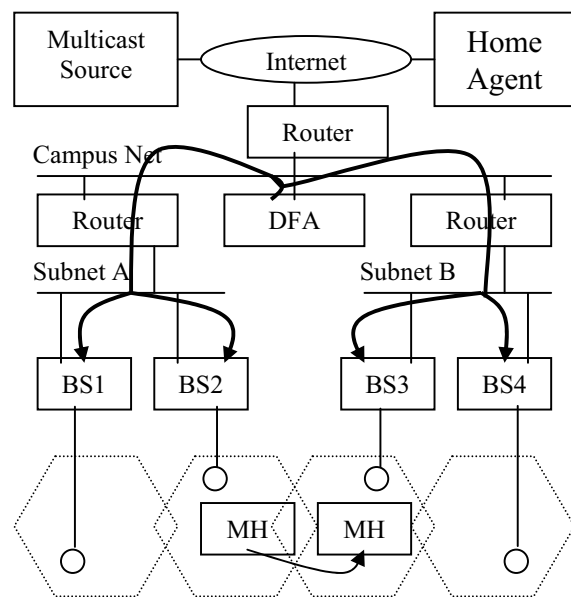 Multicast
Source
Internet
Home
Agent
Router
Campus Net
Router
DFA
Router
Subnet A
Subnet B
BS1
BS2
BS3
BS4
MH
MH